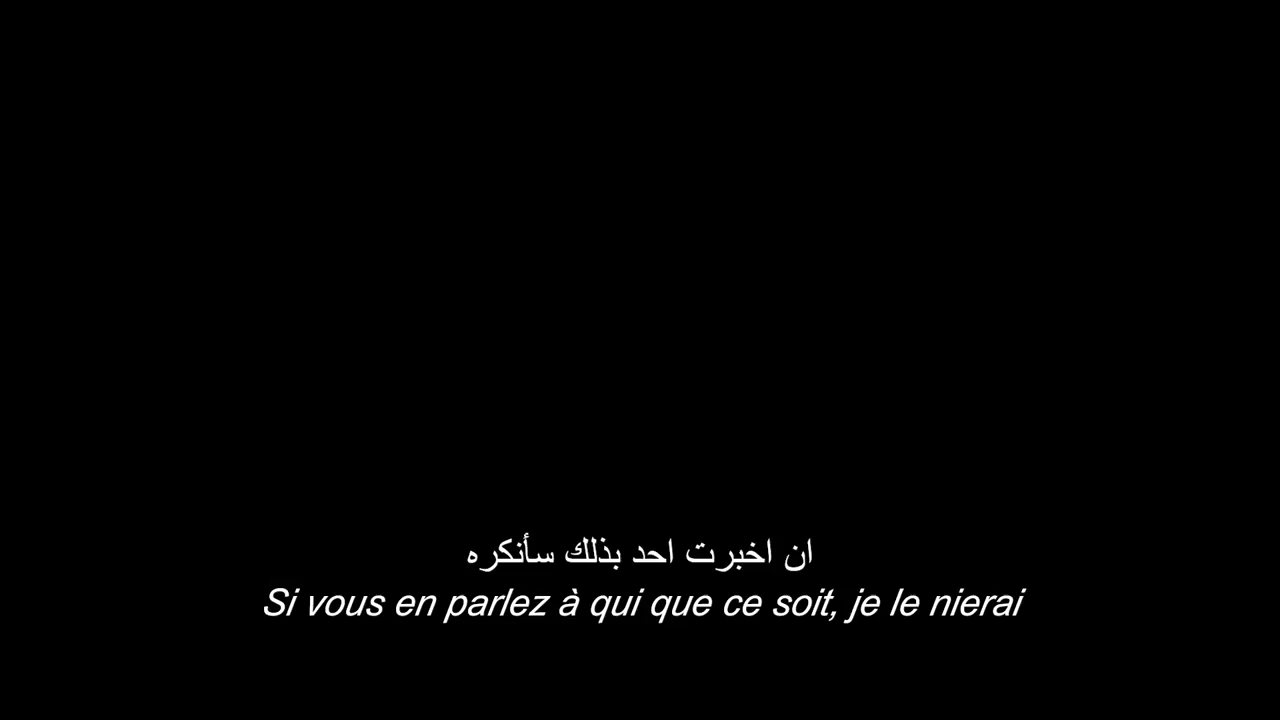 ان اخبرت احد بذلك سأنكره
Si vous en parlez à qui que ce soit, je le nierai